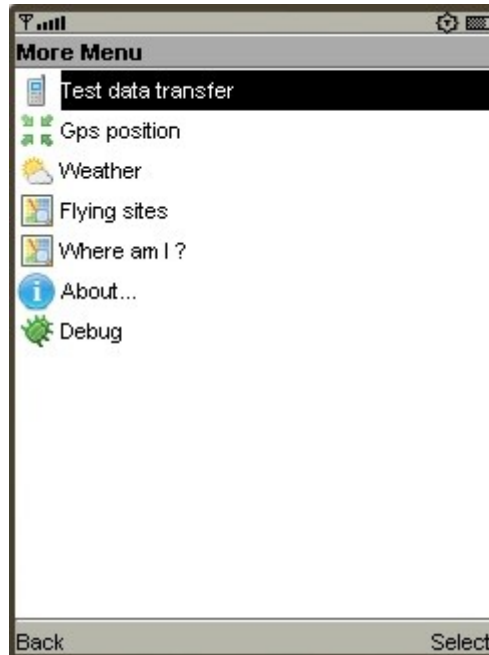 More Menu
Test data transfer
Gps position
Weather
Flying sites
Where am I ?
About...
Debug
Back Select